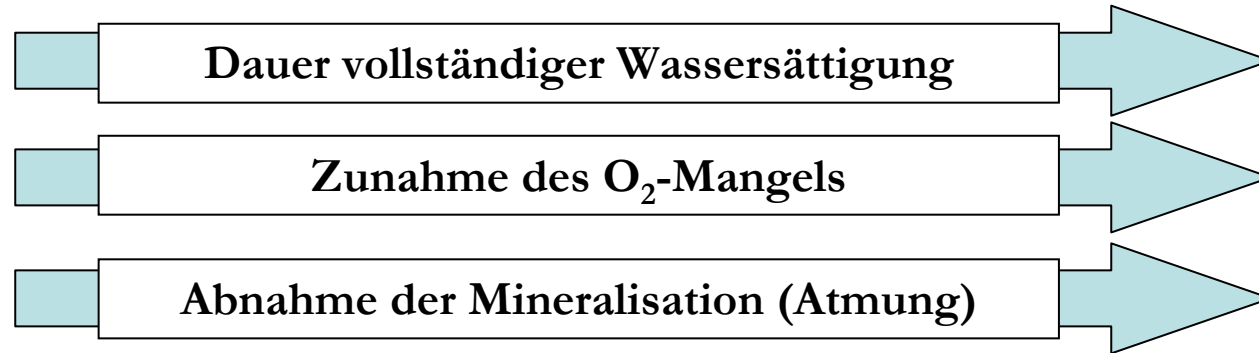 Dauer vollständiger Wassersättigung
Zunahme des O₂-Mangels
Abnahme der Mineralisation (Atmung)